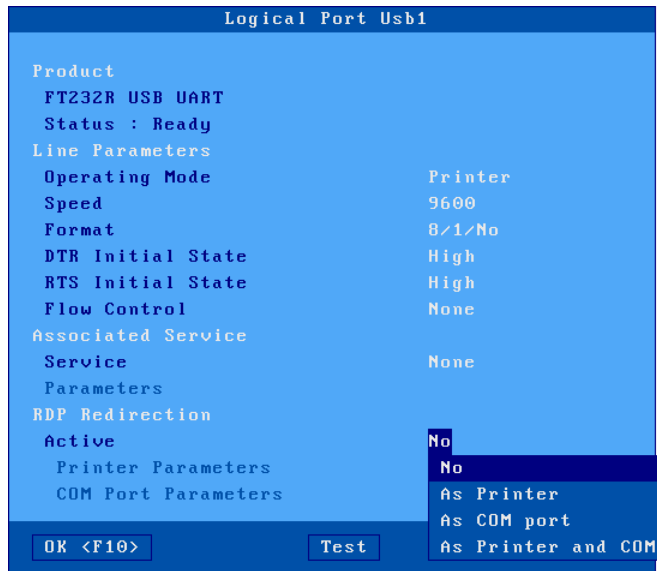 Logical Port Usb1
Product
FT232R USB UART
Status : Ready
Line Parameters
Operating Mode Printer
Speed 9600
Format 8/1/No
DTR Initial State High
RTS Initial State High
Flow Control None
Associated Service
Service None
Parameters
RDP Redirection
Active No
Printer Parameters No
COM Port Parameters As Printer
As COM port
OK <F10> Test As Printer and COM